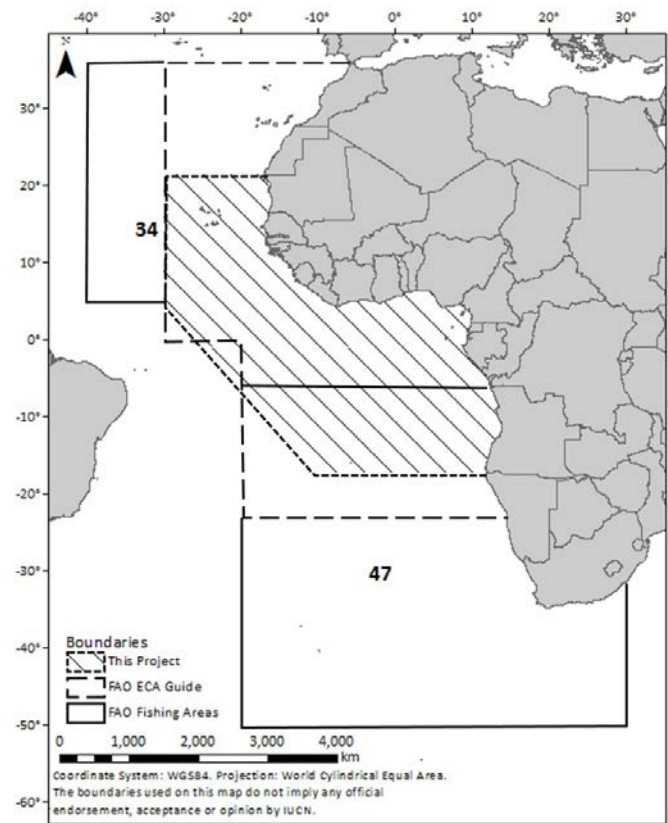 -40° -30° -20° -10° 0° 10° 20° 30°
N
30°
20°
34
10°
0°
-10°
-20°
47
-30°
-40°
-50°
-60°
Boundaries
This Project
FAO ECA Guide
FAO Fishing Areas
0 1,000 2,000 3,000 4,000
km
Coordinate System: WGS84. Projection: World Cylindrical Equal Area.
The boundaries used on this map do not imply any official
endorsement, acceptance or opinion by IUCN.